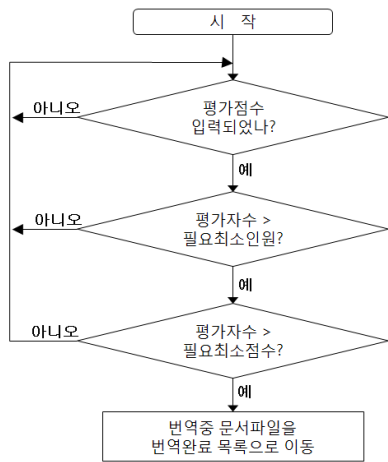 시 작
평가점수
입력되었나?
아니오
예
평가자수 >
필요최소인원?
아니오
예
평가자수 >
필요최소점수?
아니오
예
번역중 문서파일을
번역완료 목록으로 이동